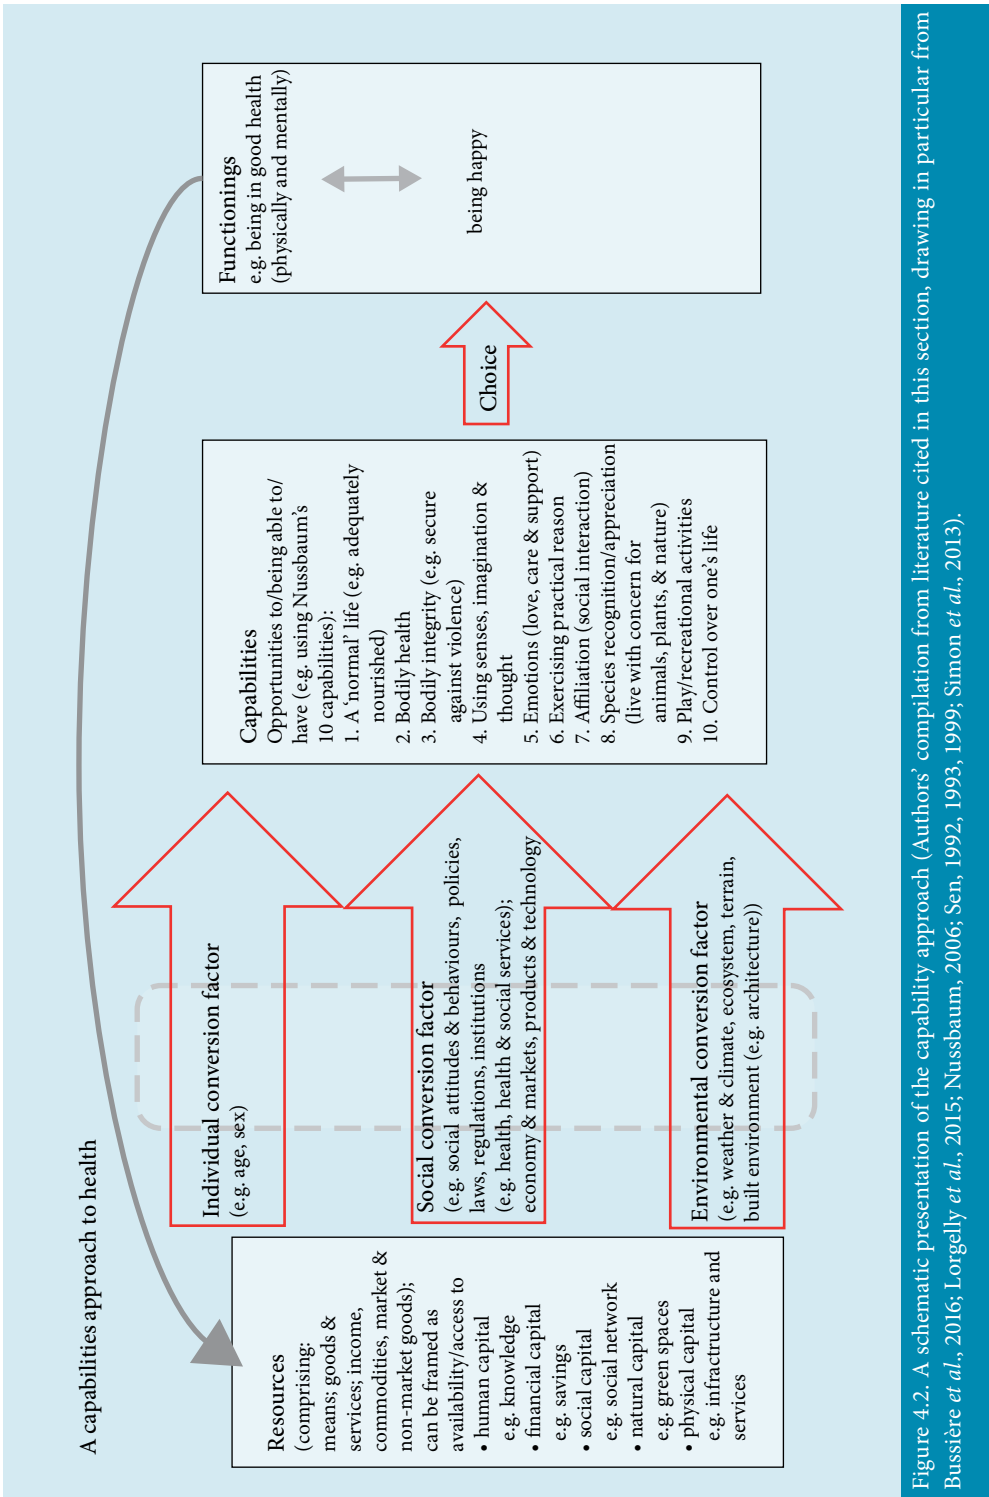 A capabilities approach to health
Resources
(comprising:
means; goods &
services; income,
commodities, market &
non-market goods);
can be framed as
availability/access to
• human capital
e.g. knowledge
• financial capital
e.g. savings
• social capital
e.g. social network
• natural capital
e.g. green spaces
• physical capital
e.g. infractructure and
services
Individual conversion factor
(e.g. age, sex)
Social conversion factor
(e.g. social attitudes & behaviours, policies,
laws, regulations, institutions
(e.g. health, health & social services);
economy & markets, products & technology
Environmental conversion factor
(e.g. weather & climate, ecosystem, terrain,
built environment (e.g. architecture))
Capabilities
Opportunities to/being able to/
have (e.g. using Nussbaum's
10 capabilities):
1. A 'normal' life (e.g. adequately
nourished)
2. Bodily health
3. Bodily integrity (e.g. secure
against violence)
4. Using senses, imagination &
thought
5. Emotions (love, care & support)
6. Exercising practical reason
7. Affiliation (social interaction)
8. Species recognition/appreciation
(live with concern for
animals, plants, & nature)
9. Play/recreational activities
10. Control over one's life
Choice
Functionings
e.g. being in good health
(physically and mentally)
being happy
Figure 4.2. A schematic presentation of the capability approach (Authors' compilation from literature cited in this section, drawing in particular from
Bussière et al., 2016; Lorgelly et al., 2015; Nussbaum, 2006; Sen, 1992, 1993, 1999; Simon et al., 2013).